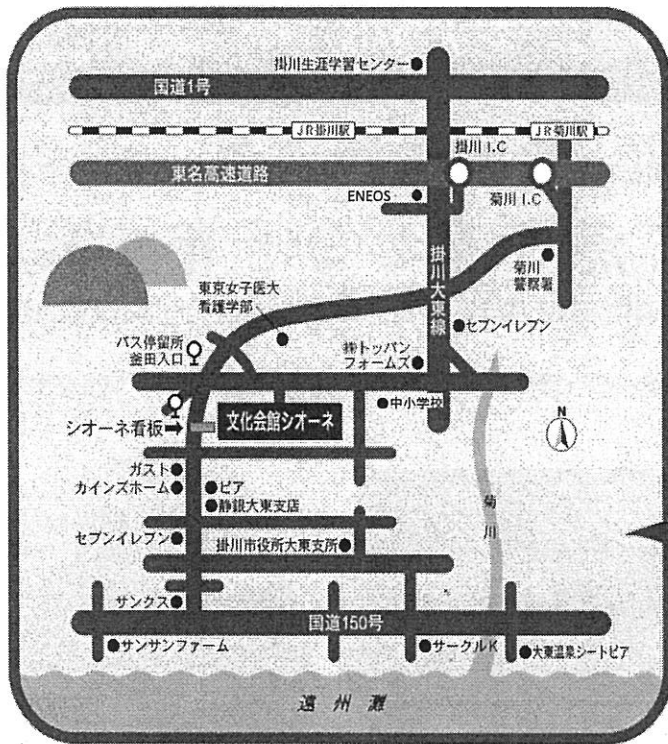 掛川生涯学習センター
国道1号
JR掛川駅
JR菊川駅
掛川 I.C
東名高速道路
ENEOS
菊川 I.C
掛川大東線
菊川
警察署
東京女子医大
看護学部
セブンイレブン
バス停留所
釜田入口
㈱トッパン
フォームズ
中小学校
シオーネ看板➡
文化会館シオーネ
N
ガスト
カインズホーム
ピア
静銀大東支店
菊川
セブンイレブン
掛川市役所大東支所
サンクス
国道150号
サンサンファーム
サークルK
大東温泉シートピア
遠州灘